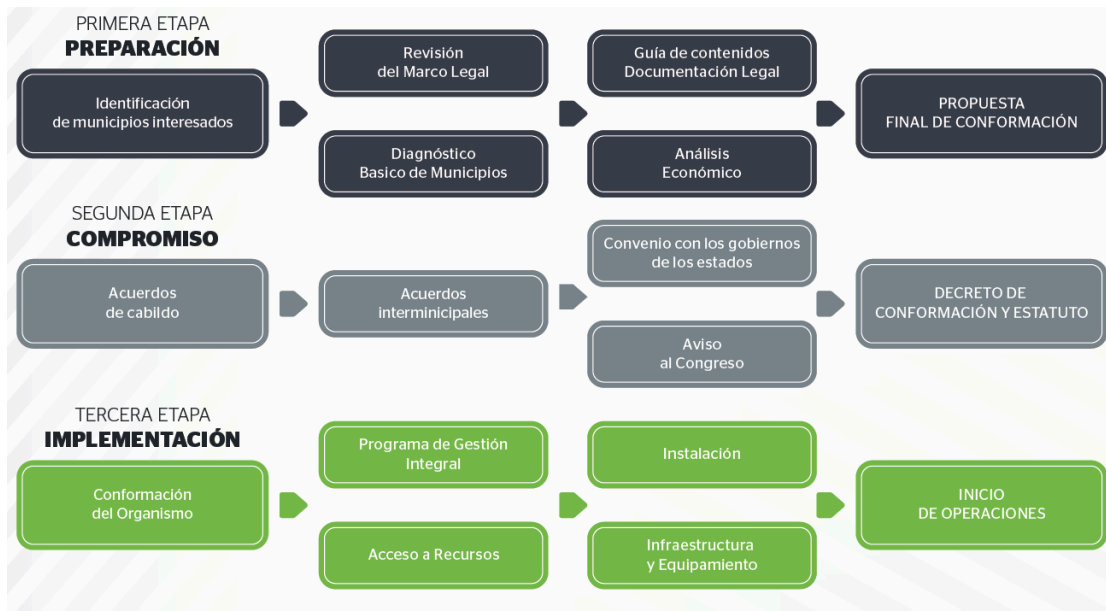 PRIMERA ETAPA
PREPARACIÓN
Identificación
de municipios interesados
Revisión
del Marco Legal
Diagnóstico
Basico de Municipios
Guía de contenidos
Documentación Legal
Análisis
Económico
PROPUESTA
FINAL DE CONFORMACIÓN
SEGUNDA ETAPA
COMPROMISO
Acuerdos
de cabildo
Acuerdos
interminicipales
Convenio con los gobiernos
de los estados
Aviso
al Congreso
DECRETO DE
CONFORMACIÓN Y ESTATUTO
TERCERA ETAPA
IMPLEMENTACIÓN
Conformación
del Organismo
Programa de Gestión
Integral
Acceso a Recursos
Instalación
Infraestructura
y Equipamiento
INICIO
DE OPERACIONES